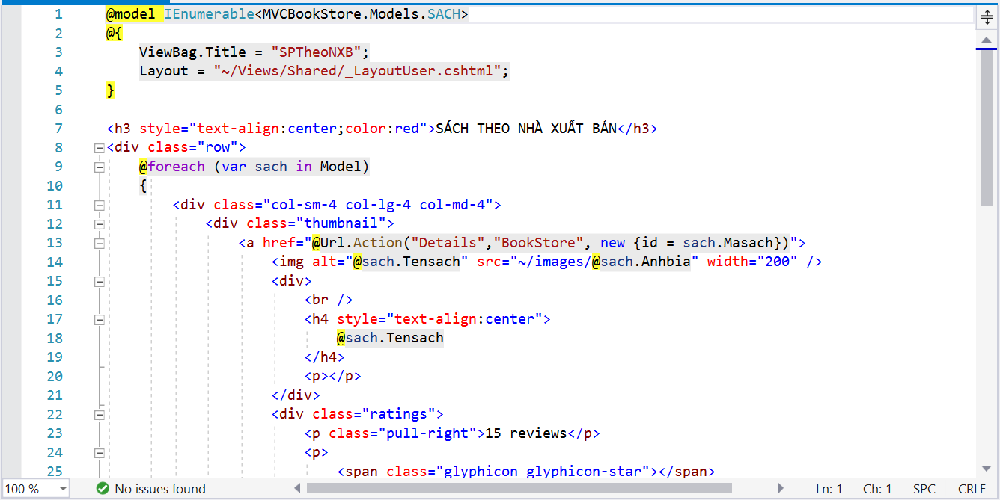 1 @model IEnumerable<MVCBookStore.Models.SACH>
2 @{
3 ViewBag.Title = "SPTheoNXB";
4 Layout = "~/Views/Shared/_LayoutUser.cshtml";
5 }
6
7 <h3 style="text-align:center;color:red">SÁCH THEO NHÀ XUẤT BẢN</h3>
8 <div class="row">
9 @foreach (var sach in Model)
10 {
11 <div class="col-sm-4 col-lg-4 col-md-4">
12 <div class="thumbnail">
13 <a href="@Url.Action("Details","BookStore", new {id = sach.Masach})">
14 <img alt="@sach.Tensach" src="~/images/@sach.Anhbia" width="200" />
15 <div>
16 <br />
17 <h4 style="text-align:center">
18 @sach.Tensach
19 </h4>
20 <p></p>
21 </div>
22 <div class="ratings">
23 <p class="pull-right">15 reviews</p>
24 <p>
25 <span class="glyphicon glyphicon-star"></span>
100 % No issues found Ln: 1 Ch: 1 SPC CRLF